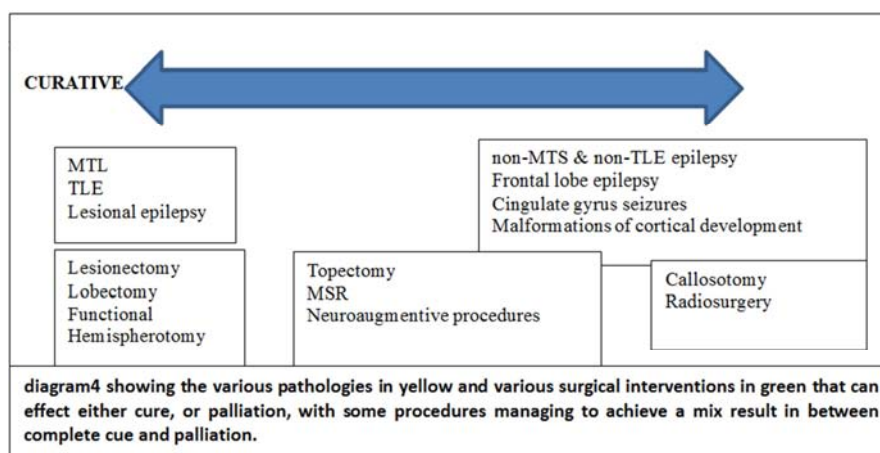 CURATIVE
MTL
TLE
Lesional epilepsy
non-MTS & non-TLE epilepsy
Frontal lobe epilepsy
Cingulate gyrus seizures
Malformations of cortical development
Lesionectomy
Lobectomy
Functional
Hemispherotomy
Topectomy
MSR
Neuroaugmentive procedures
Callosotomy
Radiosurgery
diagram4 showing the various pathologies in yellow and various surgical interventions in green that can
effect either cure, or palliation, with some procedures managing to achieve a mix result in between
complete cue and palliation.